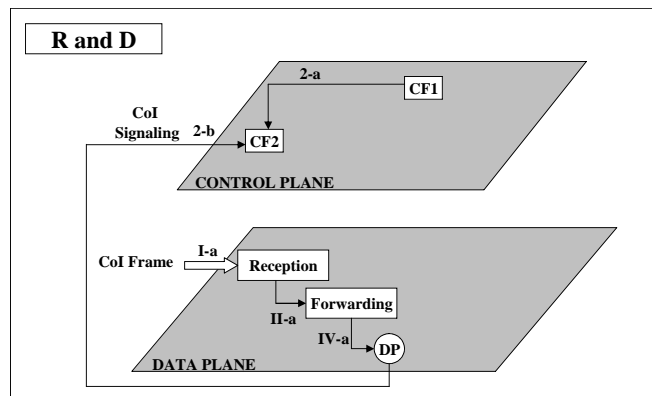 R and D
2-a
CF1
CoI
Signaling
2-b
CF2
CONTROL PLANE
I-a
CoI Frame
Reception
Forwarding
II-a
IV-a
DP
DATA PLANE